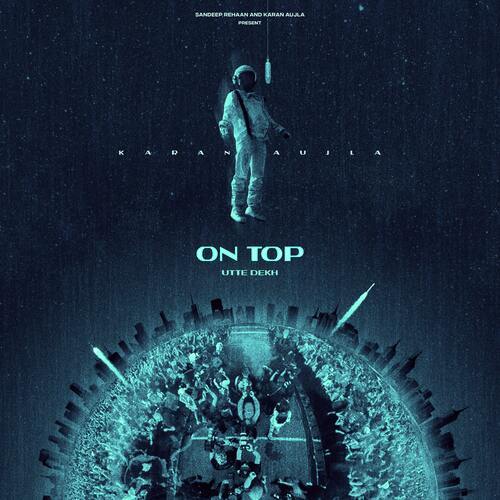 SANDEEP REHAAN AND KARAN AUJLA
PRESENT
KARAN AUJLA
ON TOP
UTTE DEKH